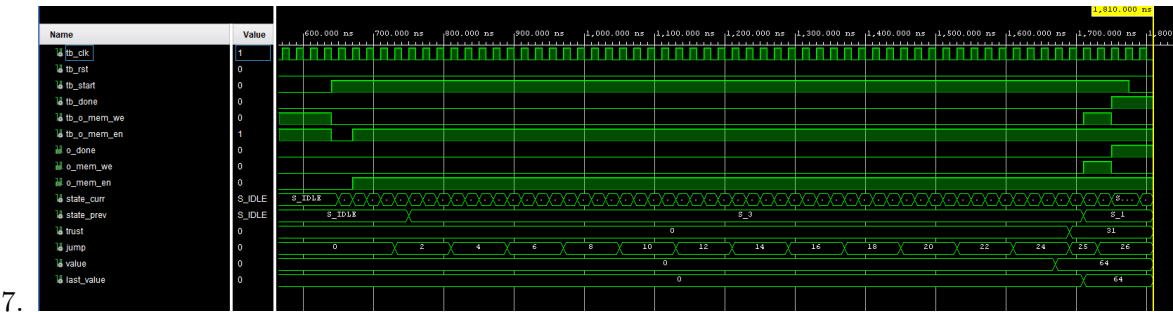 1,810.000 ns
Name Value
600.000 ns 700.000 ns 800.000 ns 900.000 ns 1,000.000 ns 1,100.000 ns 1,200.000 ns 1,300.000 ns 1,400.000 ns 1,500.000 ns 1,600.000 ns 1,700.000 ns 1,800
tb_clk 1
tb_rst 0
tb_start 0
tb_done 0
tb_o_mem_we 0
tb_o_mem_en 1
o_done 0
o_mem_we 0
o_mem_en 0
state_curr S_IDLE S_IDLE S...
state_prev S_IDLE S_IDLE S_3 S_1
trust 0 0 31
jump 0 0 2 4 6 8 10 12 14 16 18 20 22 24 25 26
value 0 0 64
last_value 0 0 64
7.